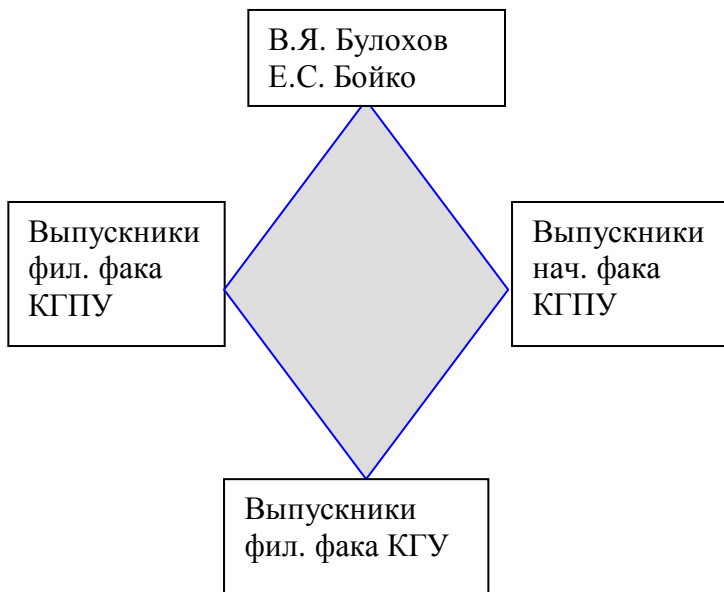 В.Я. Булохов
Е.С. Бойко
Выпускники
фил. фака
КГПУ
Выпускники
нач. фака
КГПУ
Выпускники
фил. фака КГУ